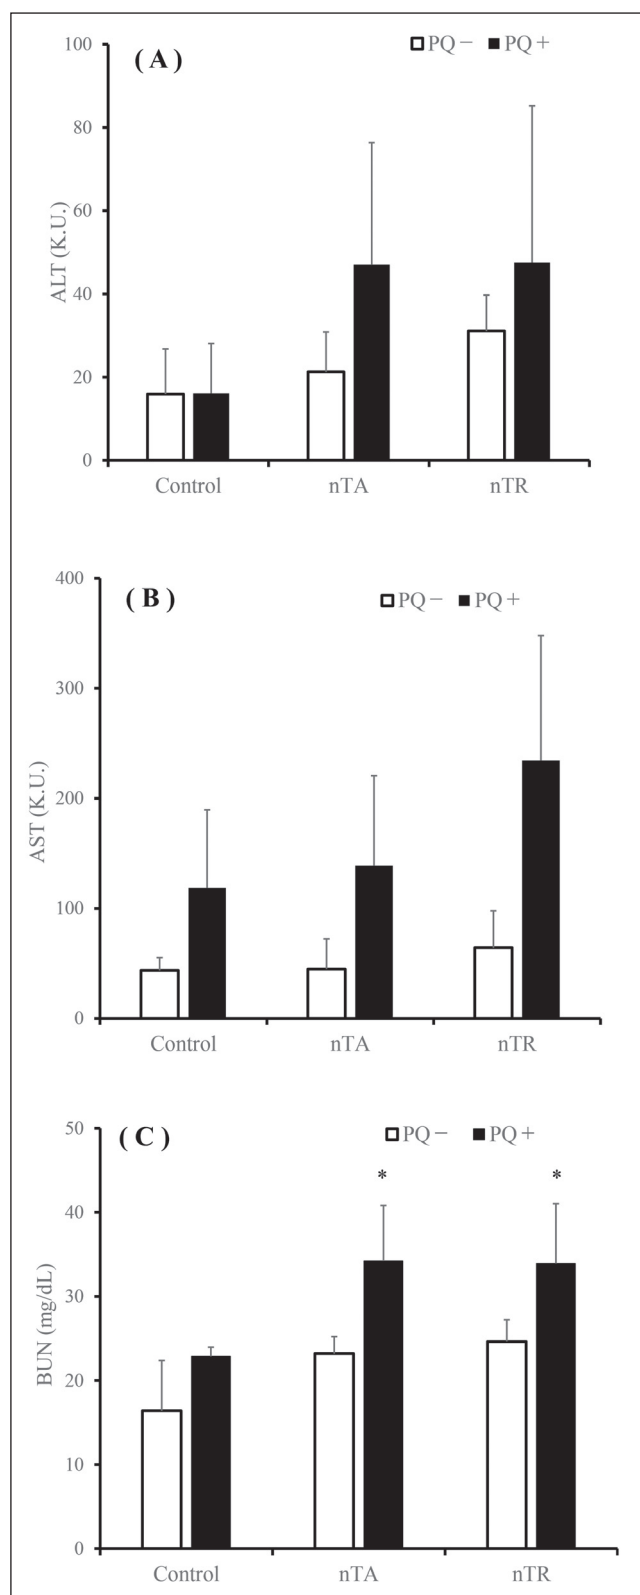 ( A )
PQ − PQ +
100
80
60
40
20
0
ALT (K.U.)
Control nTA nTR
( B )
PQ − PQ +
400
300
200
100
0
AST (K.U.)
Control nTA nTR
( C )
PQ − PQ +
50
40
30
20
10
0
BUN (mg/dL)
* *
Control nTA nTR